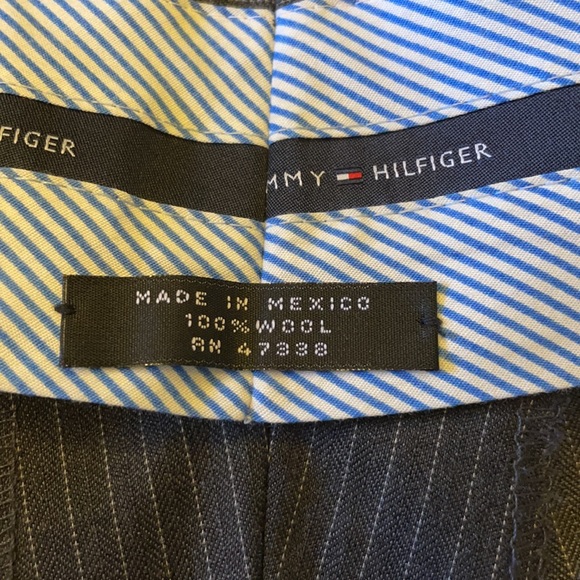 FIGER
MMY HILFIGER
MADE IN MEXICO
100% WOOL
RN 47338